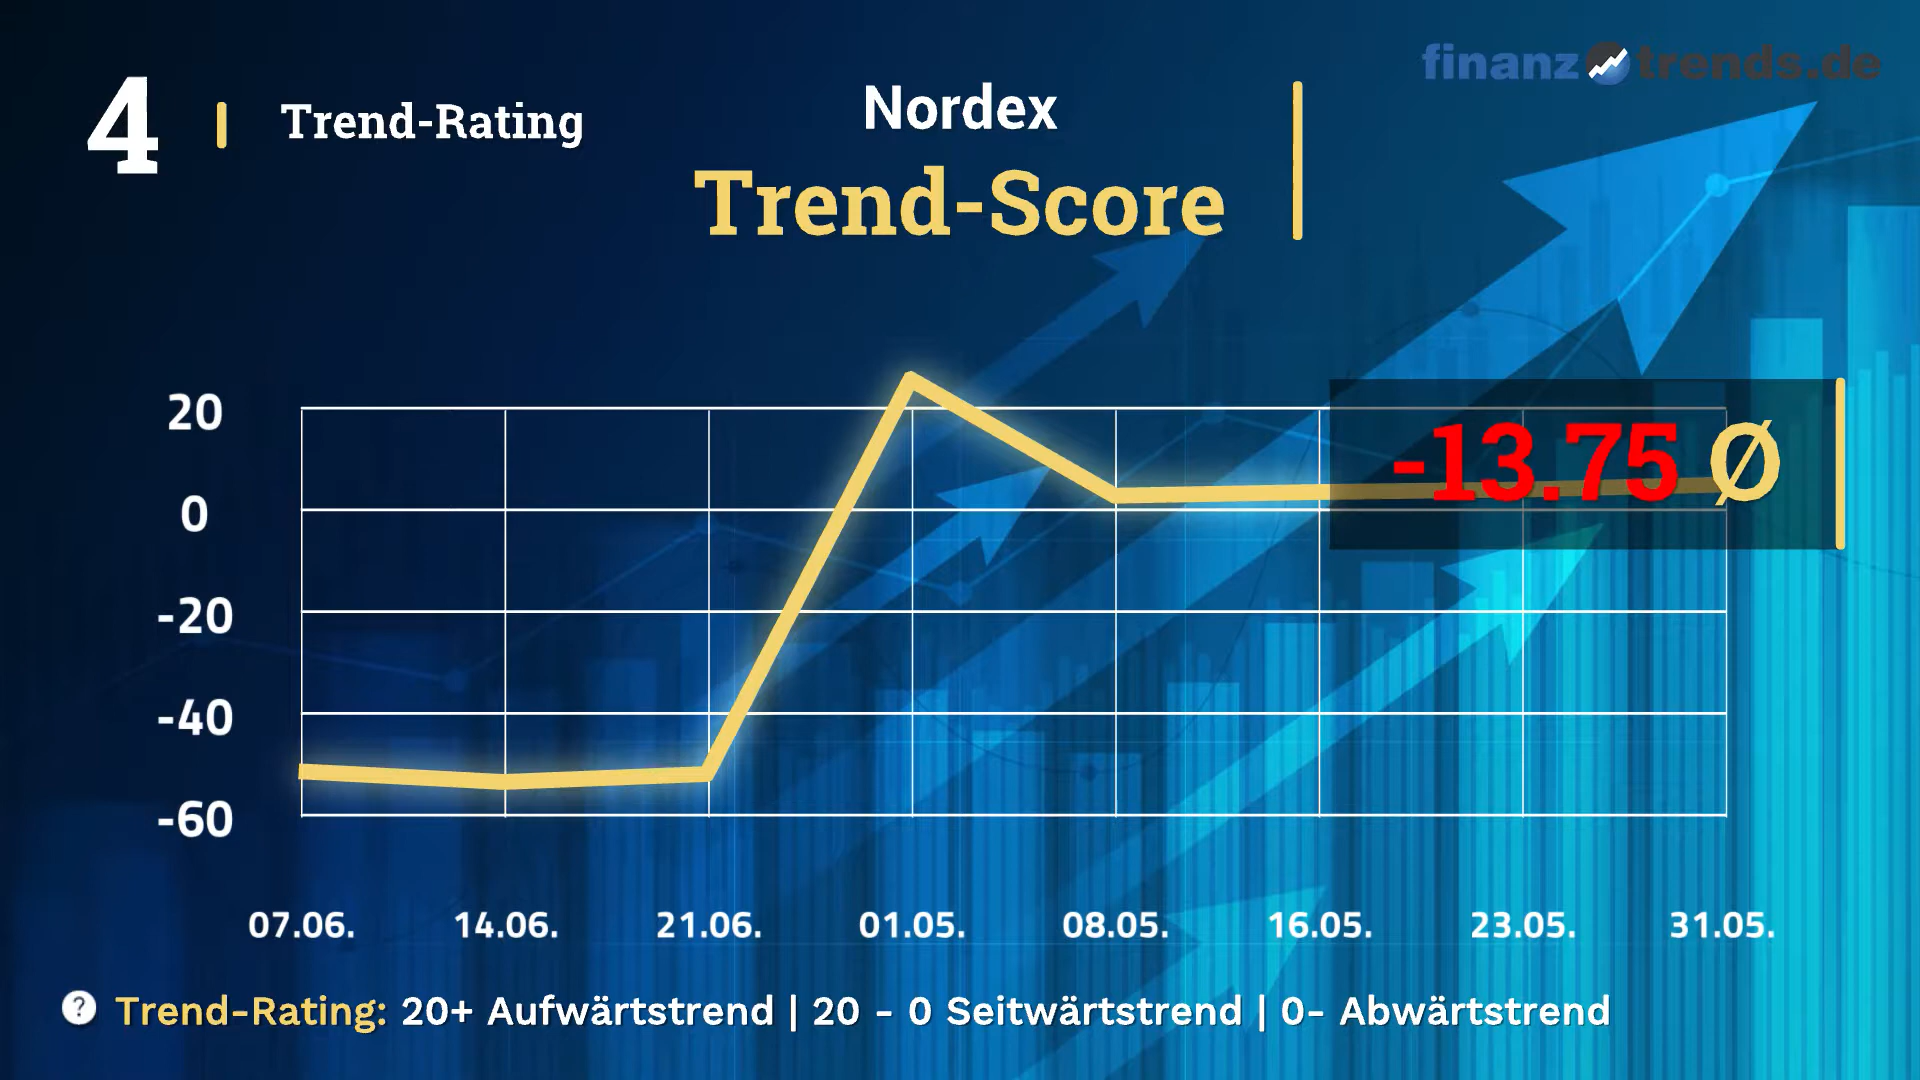 finanz trends.de
4
Trend-Rating
Nordex
Trend-Score
-13.75 Ø
20
0
-20
-40
-60
07.06. 14.06. 21.06. 01.05. 08.05. 16.05. 23.05. 31.05.
? Trend-Rating: 20+ Aufwärtstrend | 20 - 0 Seitwärtstrend | 0- Abwärtstrend